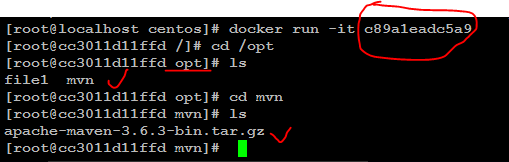 [root@localhost centos]# docker run -it c89a1eadc5a9
[root@cc3011d11ffd /]# cd /opt
[root@cc3011d11ffd opt]# ls
file1  mvn
[root@cc3011d11ffd opt]# cd mvn
[root@cc3011d11ffd mvn]# ls
apache-maven-3.6.3-bin.tar.gz
[root@cc3011d11ffd mvn]#